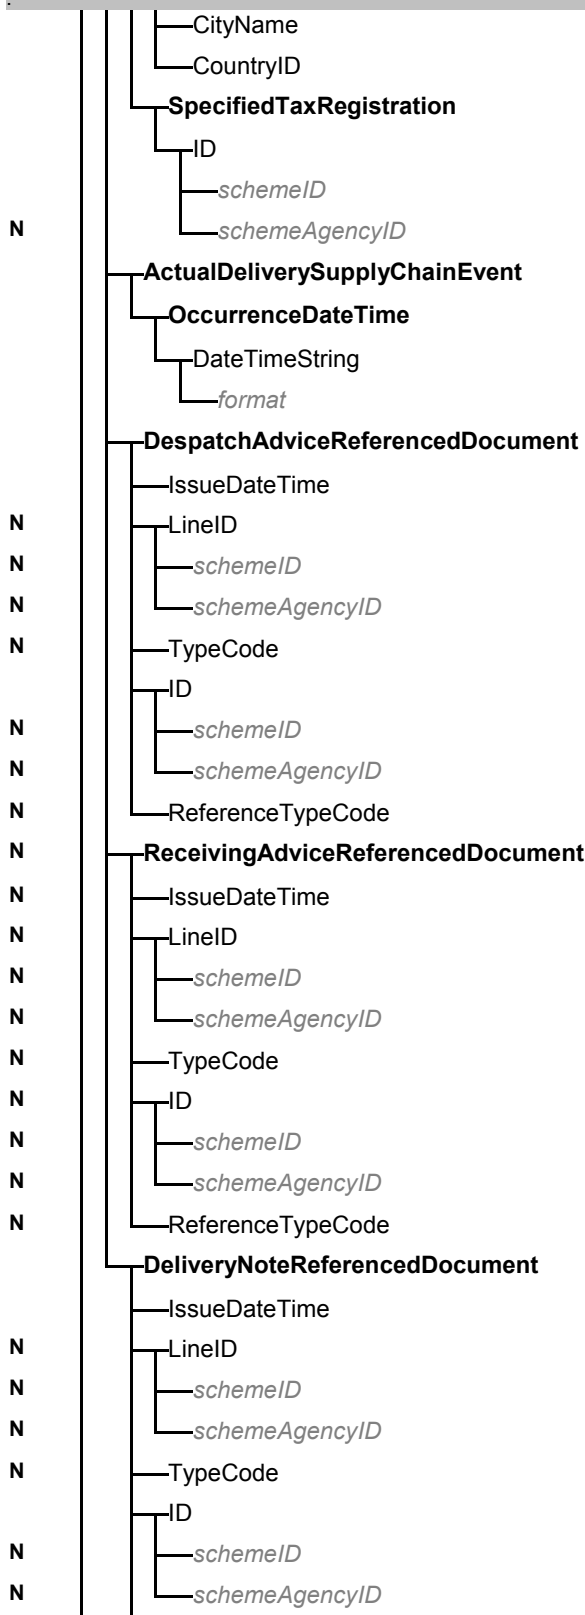 CityName
CountryID
SpecifiedTaxRegistration
ID
schemeID
N schemeAgencyID
ActualDeliverySupplyChainEvent
OccurrenceDateTime
DateTimeString
format
DespatchAdviceReferencedDocument
IssueDateTime
N LineID
N schemeID
N schemeAgencyID
N TypeCode
ID
N schemeID
N schemeAgencyID
N ReferenceTypeCode
N ReceivingAdviceReferencedDocument
N IssueDateTime
N LineID
N schemeID
N schemeAgencyID
N TypeCode
N ID
N schemeID
N schemeAgencyID
N ReferenceTypeCode
DeliveryNoteReferencedDocument
IssueDateTime
N LineID
N schemeID
N schemeAgencyID
N TypeCode
ID
N schemeID
N schemeAgencyID